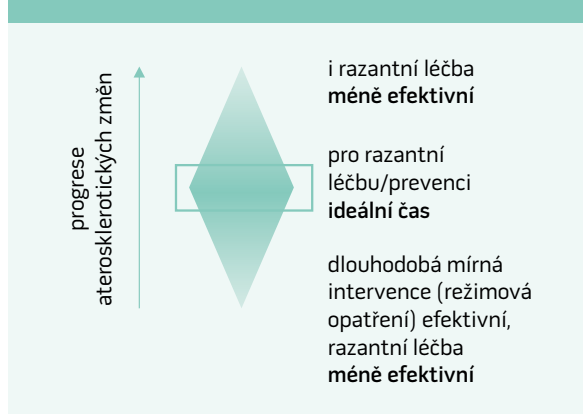 progrese
aterosklerotických změn
i razantní léčba
méně efektivní
pro razantní
léčbu/prevenci
ideální čas
dlouhodobá mírná
intervence (režimová
opatření) efektivní,
razantní léčba
méně efektivní